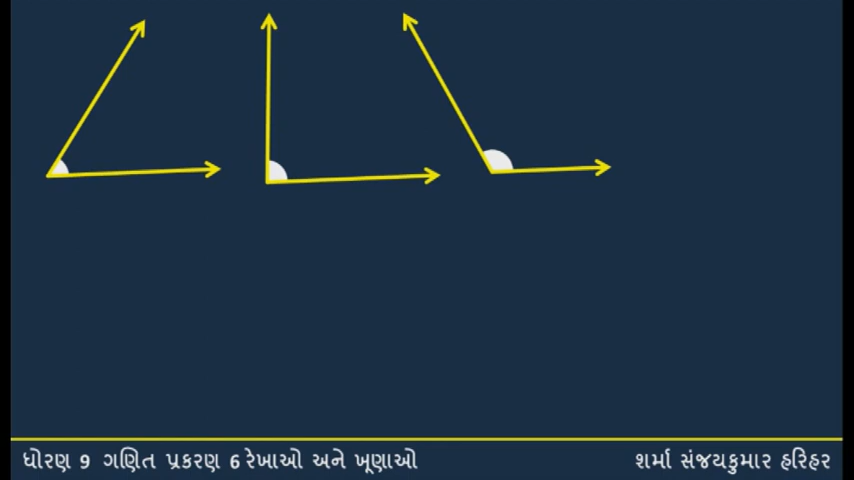 ધોરણ 9 ગણિત પ્રકરણ 6 રેખાઓ અને ખૂણાઓ
શર્મા સંજયકુમાર હરિહર